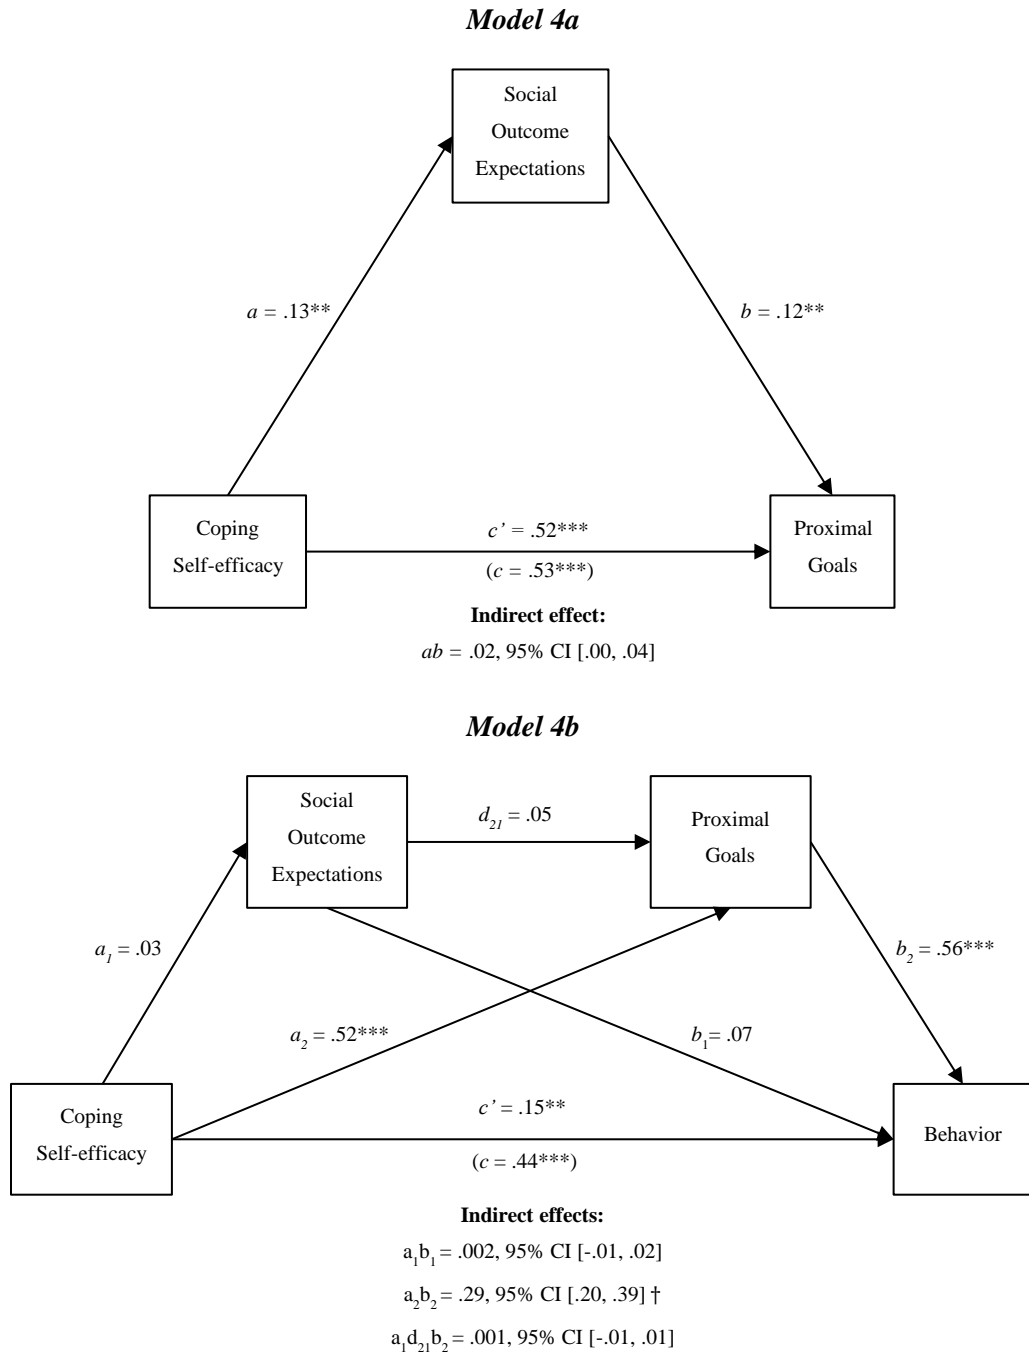 Model 4a
Social
Outcome
Expectations
a = .13**
b = .12**
Coping
Self-efficacy
c’ = .52***
(c = .53***)
Proximal
Goals
Indirect effect:
ab = .02, 95% CI [.00, .04]
Model 4b
Social
Outcome
Expectations
d21 = .05
Proximal
Goals
a1 = .03
b2 = .56***
a2 = .52***
b1= .07
Coping
Self-efficacy
c’ = .15**
(c = .44***)
Behavior
Indirect effects:
a1b1 = .002, 95% CI [-.01, .02]
a2b2 = .29, 95% CI [.20, .39] †
a1d21b2 = .001, 95% CI [-.01, .01]